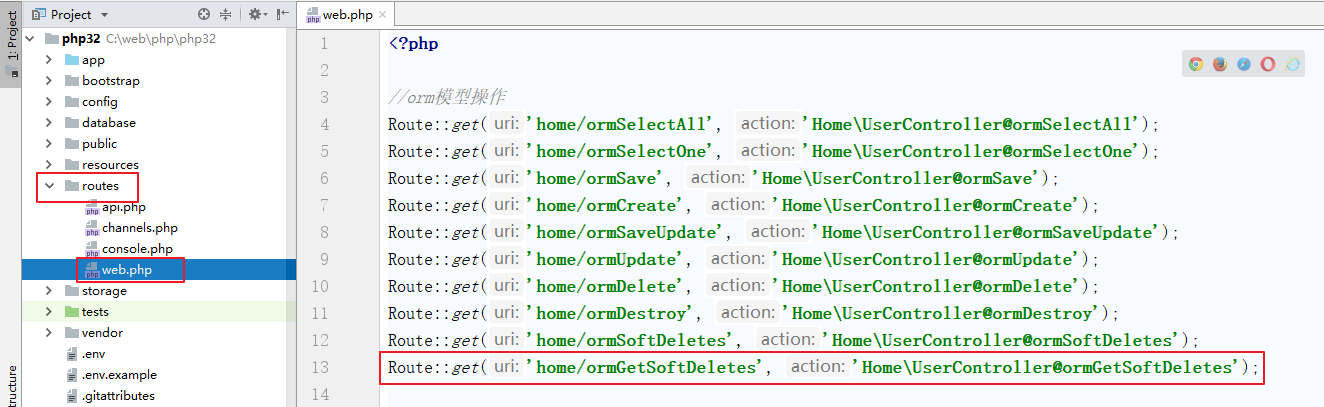 Project
web.php
1: Project
php32 C:\web\php\php32
app
bootstrap
config
database
public
resources
routes
api.php
channels.php
console.php
web.php
storage
tests
vendor
.env
.env.example
.gitattributes
ructure
1 <?php
2
3 //orm模型操作
4 Route::get( uri: 'home/ormSelectAll', action: 'Home\UserController@ormSelectAll');
5 Route::get( uri: 'home/ormSelectOne', action: 'Home\UserController@ormSelectOne');
6 Route::get( uri: 'home/ormSave', action: 'Home\UserController@ormSave');
7 Route::get( uri: 'home/ormCreate', action: 'Home\UserController@ormCreate');
8 Route::get( uri: 'home/ormSaveUpdate', action: 'Home\UserController@ormSaveUpdate');
9 Route::get( uri: 'home/ormUpdate', action: 'Home\UserController@ormUpdate');
10 Route::get( uri: 'home/ormDelete', action: 'Home\UserController@ormDelete');
11 Route::get( uri: 'home/ormDestroy', action: 'Home\UserController@ormDestroy');
12 Route::get( uri: 'home/ormSoftDeletes', action: 'Home\UserController@ormSoftDeletes');
13 Route::get( uri: 'home/ormGetSoftDeletes', action: 'Home\UserController@ormGetSoftDeletes');
14